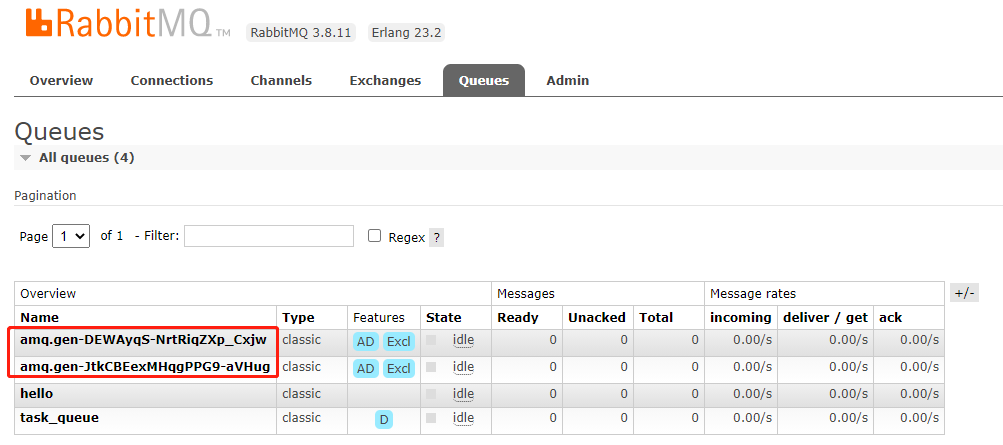 RabbitMQ TM RabbitMQ 3.8.11 Erlang 23.2
Overview Connections Channels Exchanges Queues Admin
Queues
All queues (4)
Pagination
Page 1 of 1 - Filter: Regex ?
Overview Messages Message rates +/-
Name Type Features State Ready Unacked Total incoming deliver / get ack
amq.gen-DEWAyqS-NrtRiqZXp_Cxjw classic AD Excl idle 0 0 0 0.00/s 0.00/s 0.00/s
amq.gen-JtkCBEexMHqgPPG9-aVHug classic AD Excl idle 0 0 0 0.00/s 0.00/s 0.00/s
hello classic idle 0 0 0 0.00/s 0.00/s 0.00/s
task_queue classic D idle 0 0 0 0.00/s 0.00/s 0.00/s